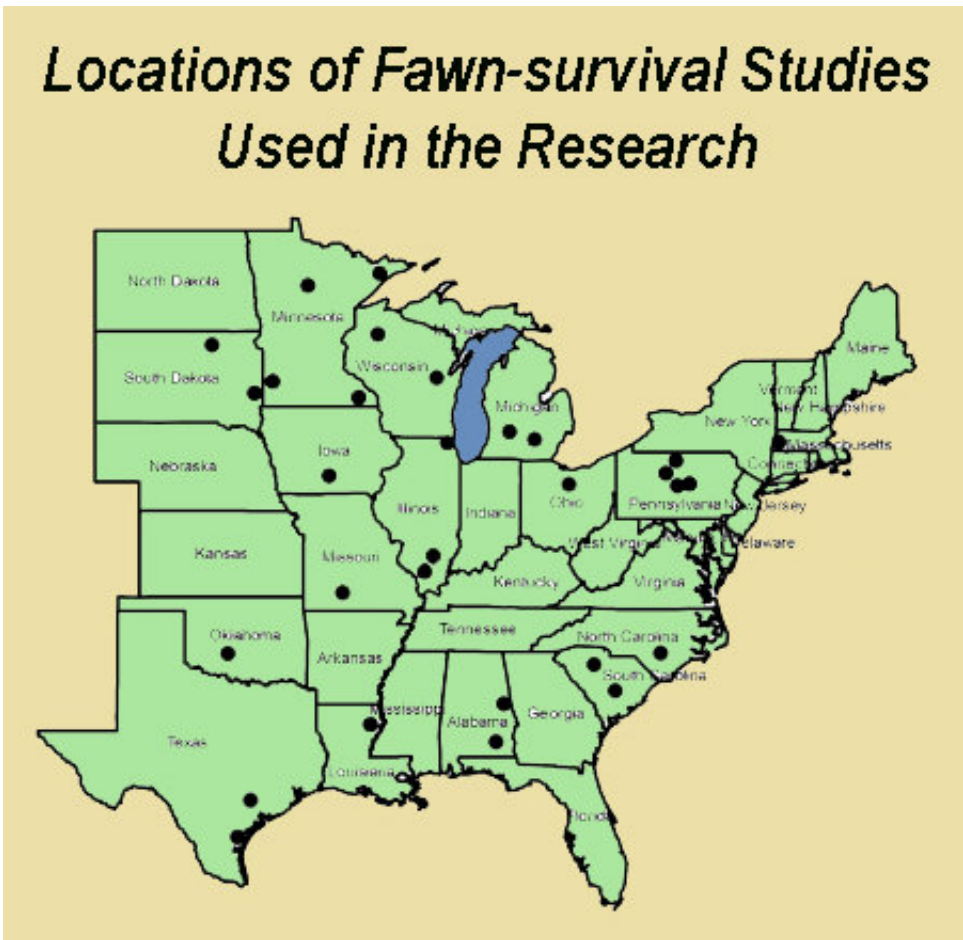 Locations of Fawn-survival Studies
Used in the Research
North Dakota
Minnesota
Maine
Wisconsin
South Dakota
Vermont
Michigan
New Hampshire
New York
Massachusetts
Iowa
Nebraska
Ohio
Pennsylvania
New Jersey
Illinois
Indiana
West Virginia
Delaware
Kansas
Missouri
Kentucky
Virginia
Tennessee
North Carolina
Oklahoma
Arkansas
South Carolina
Mississippi
Alabama
Georgia
Texas
Louisiana